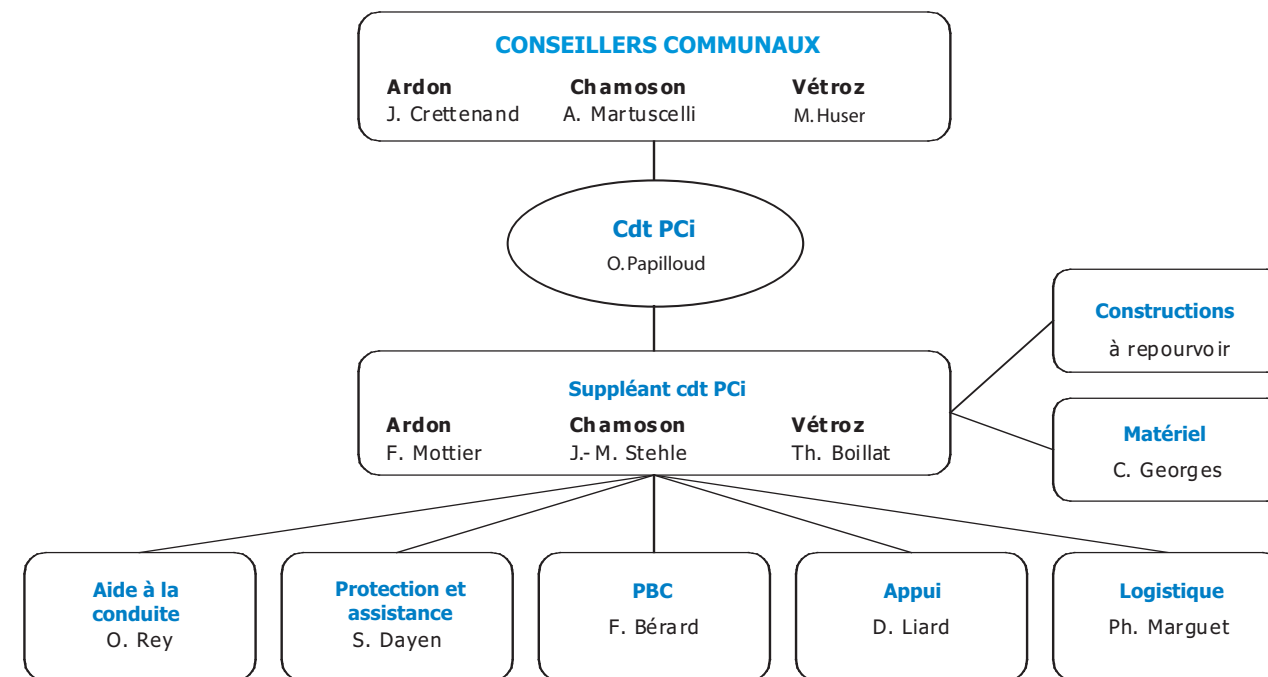 CONSEILLERS COMMUNAUX
Ardon Chamoson Vétroz
J. Crettenand A. Martuscelli M. Huser
Cdt PCi
O. Papilloud
Constructions
à repourvoir
Suppléant cdt PCi
Ardon Chamoson Vétroz
F. Mottier J.- M. Stehle Th. Boillat
Matériel
C. Georges
Aide à la
conduite
O. Rey
Protection et
assistance
S. Dayen
PBC
F. Bérard
Appui
D. Liard
Logistique
Ph. Marguet